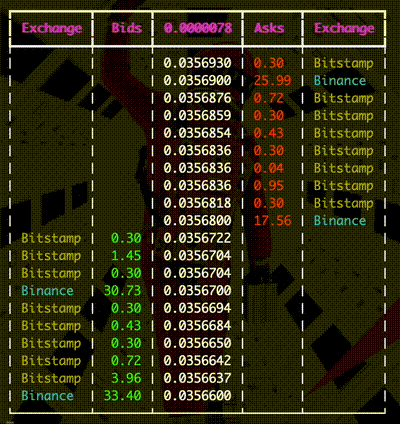 Exchange Bids 0.0000078 Asks Exchange
0.0356930 0.30 Bitstamp
0.0356900 25.99 Binance
0.0356876 0.72 Bitstamp
0.0356859 0.30 Bitstamp
0.0356854 0.43 Bitstamp
0.0356836 0.30 Bitstamp
0.0356836 0.04 Bitstamp
0.0356836 0.95 Bitstamp
0.0356818 0.30 Bitstamp
0.0356800 17.56 Binance
Bitstamp 0.30 0.0356722
Bitstamp 1.45 0.0356704
Bitstamp 0.30 0.0356704
Binance 30.73 0.0356700
Bitstamp 0.30 0.0356694
Bitstamp 0.43 0.0356684
Bitstamp 0.30 0.0356650
Bitstamp 0.72 0.0356642
Bitstamp 3.96 0.0356637
Binance 33.40 0.0356600